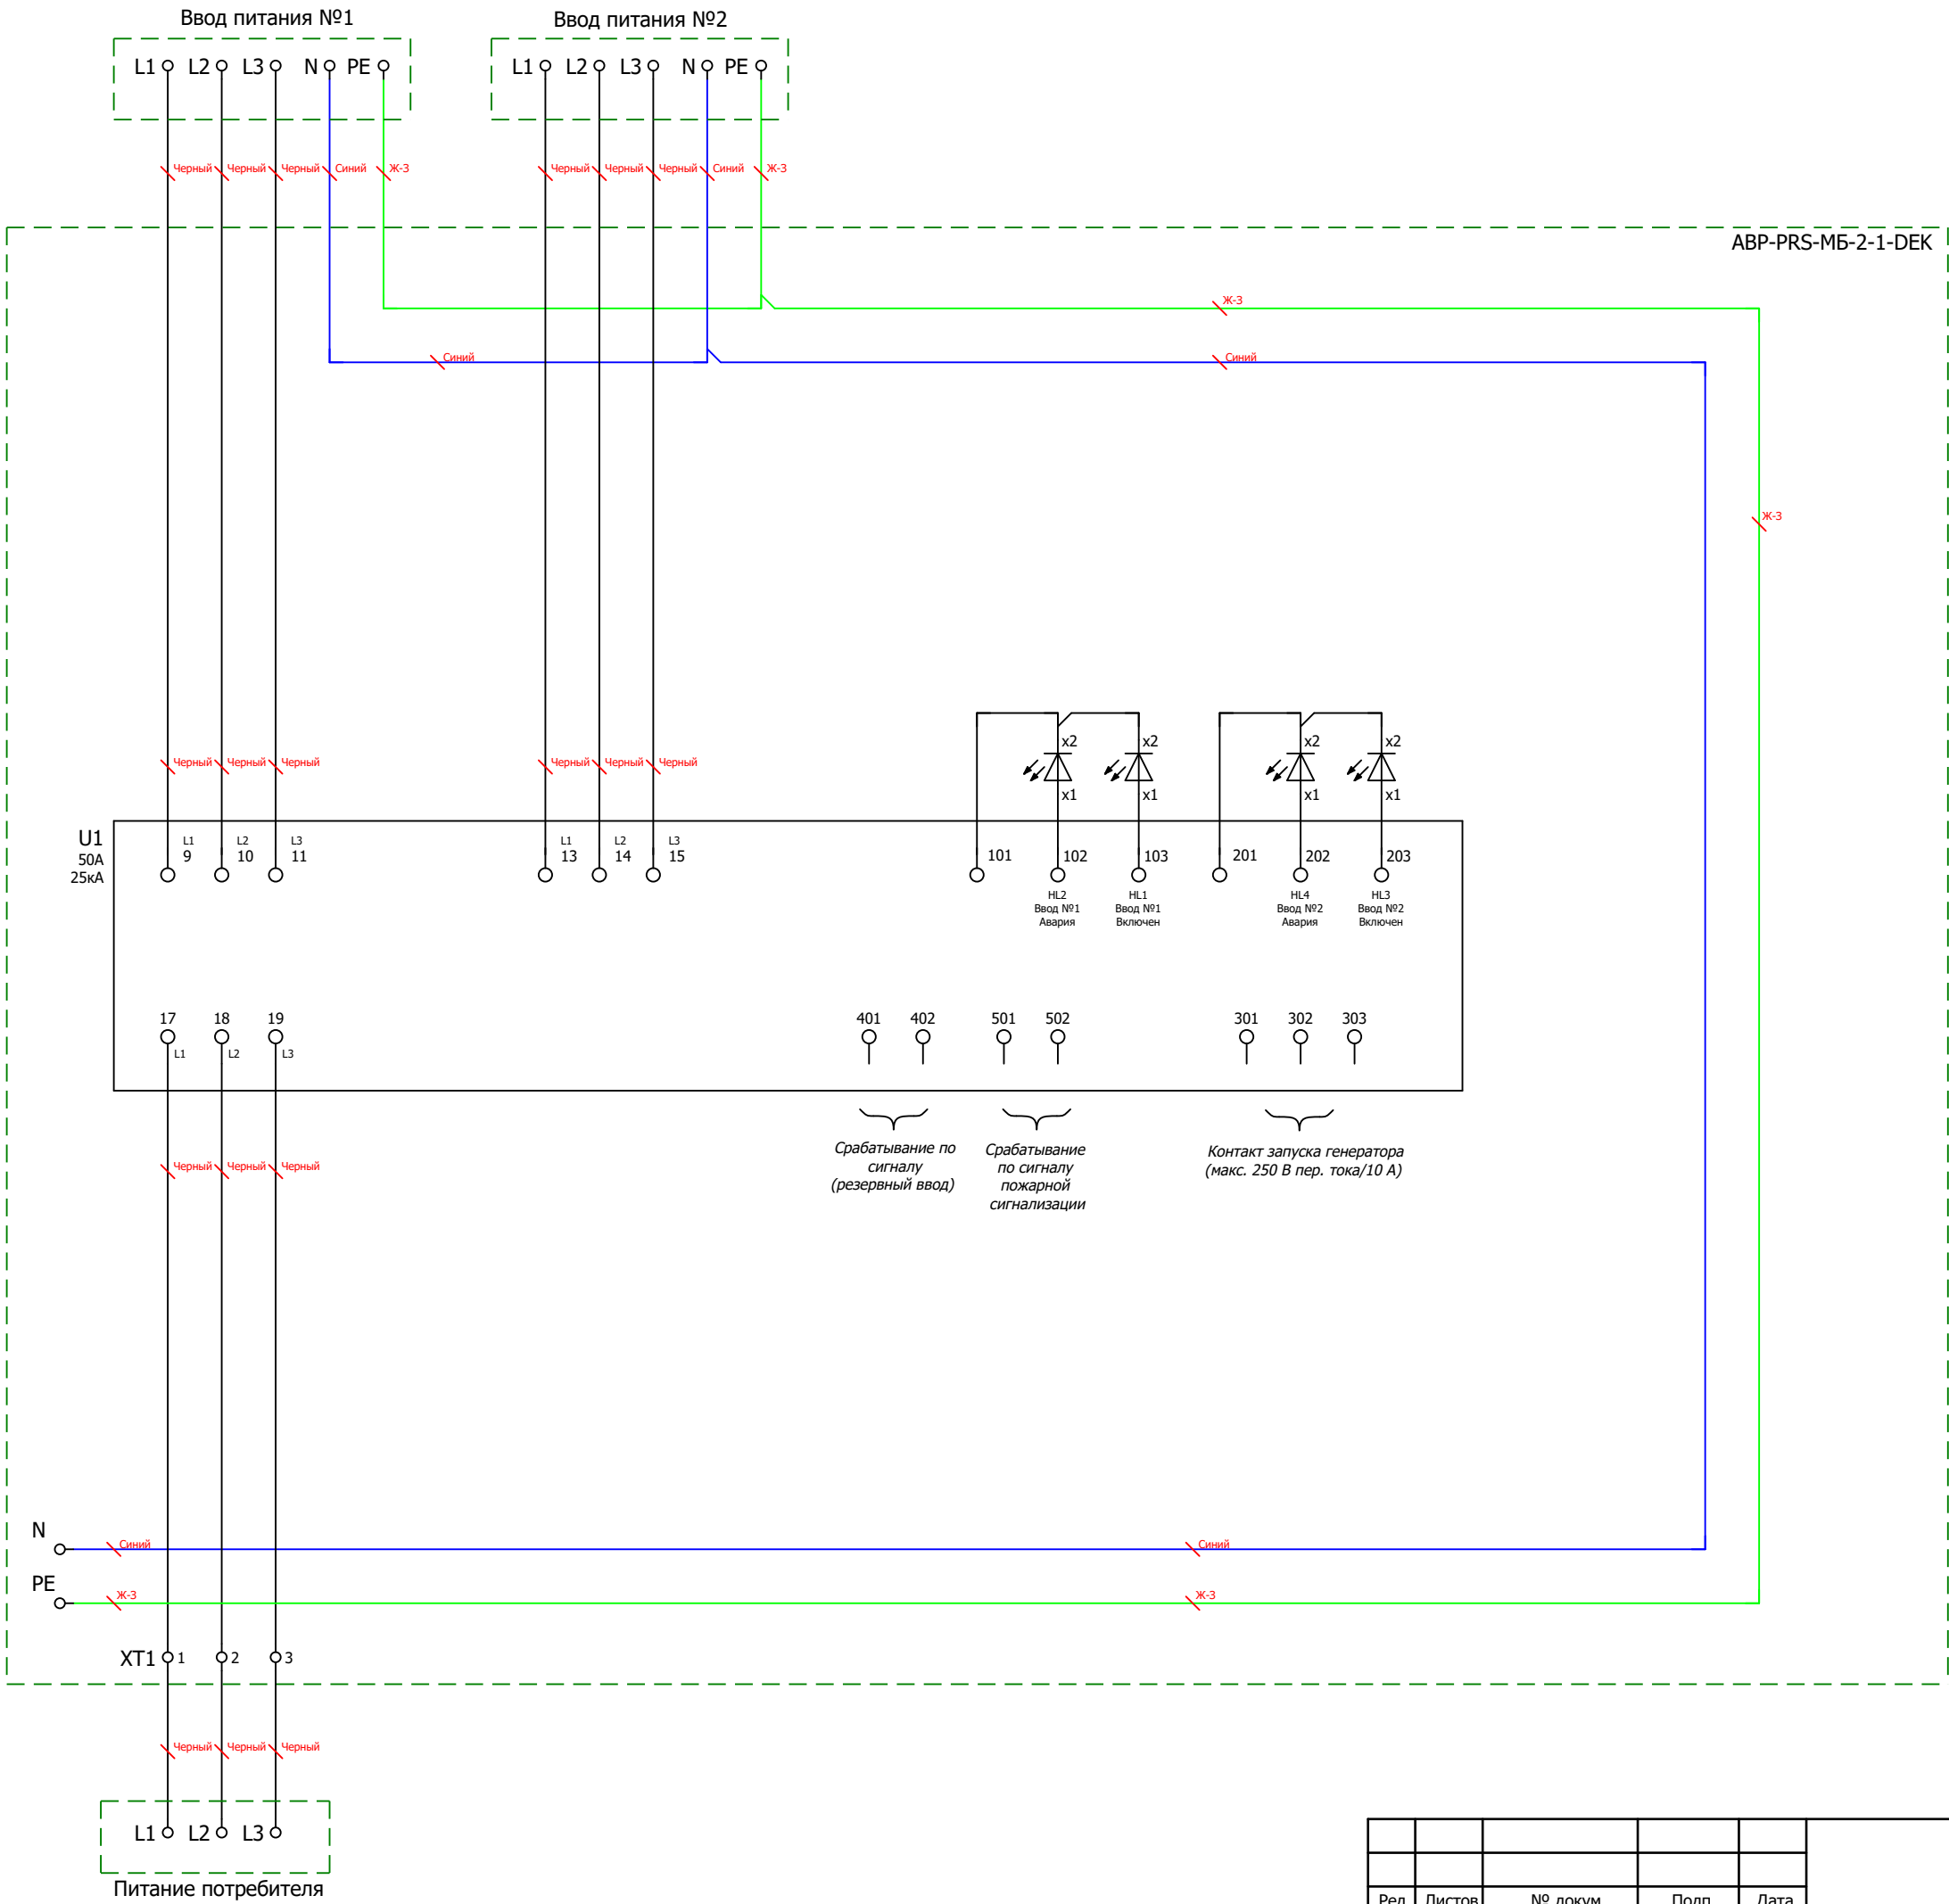 Ввод питания №1
Ввод питания №2
L1 L2 L3 N PE
L1 L2 L3 N PE
Черный Черный Черный Синий Ж-З
Черный Черный Черный Синий Ж-З
АВР-PRS-МБ-2-1-DEK
Ж-З
Синий
Синий
Ж-З
x2 x2 x2 x2
Черный Черный Черный
Черный Черный Черный
x1 x1 x1 x1
U1
50А
25кА
L1 L2 L3
9 10 11
L1 L2 L3
13 14 15
101 102 103 201 202 203
HL2
Ввод №1
Авария
HL1
Ввод №1
Включен
HL4
Ввод №2
Авария
HL3
Ввод №2
Включен
17 18 19
L1 L2 L3
401 402 501 502 301 302 303
Срабатывание по
сигналу
(резервный ввод)
Срабатывание
по сигналу
пожарной
сигнализации
Контакт запуска генератора
(макс. 250 В пер. тока/10 А)
Черный Черный Черный
N
Синий Синий
PE
Ж-З Ж-З
XT1 1 2 3
Черный Черный Черный
L1 L2 L3
Питание потребителя
Ред Листов № докум. Подп. Дата